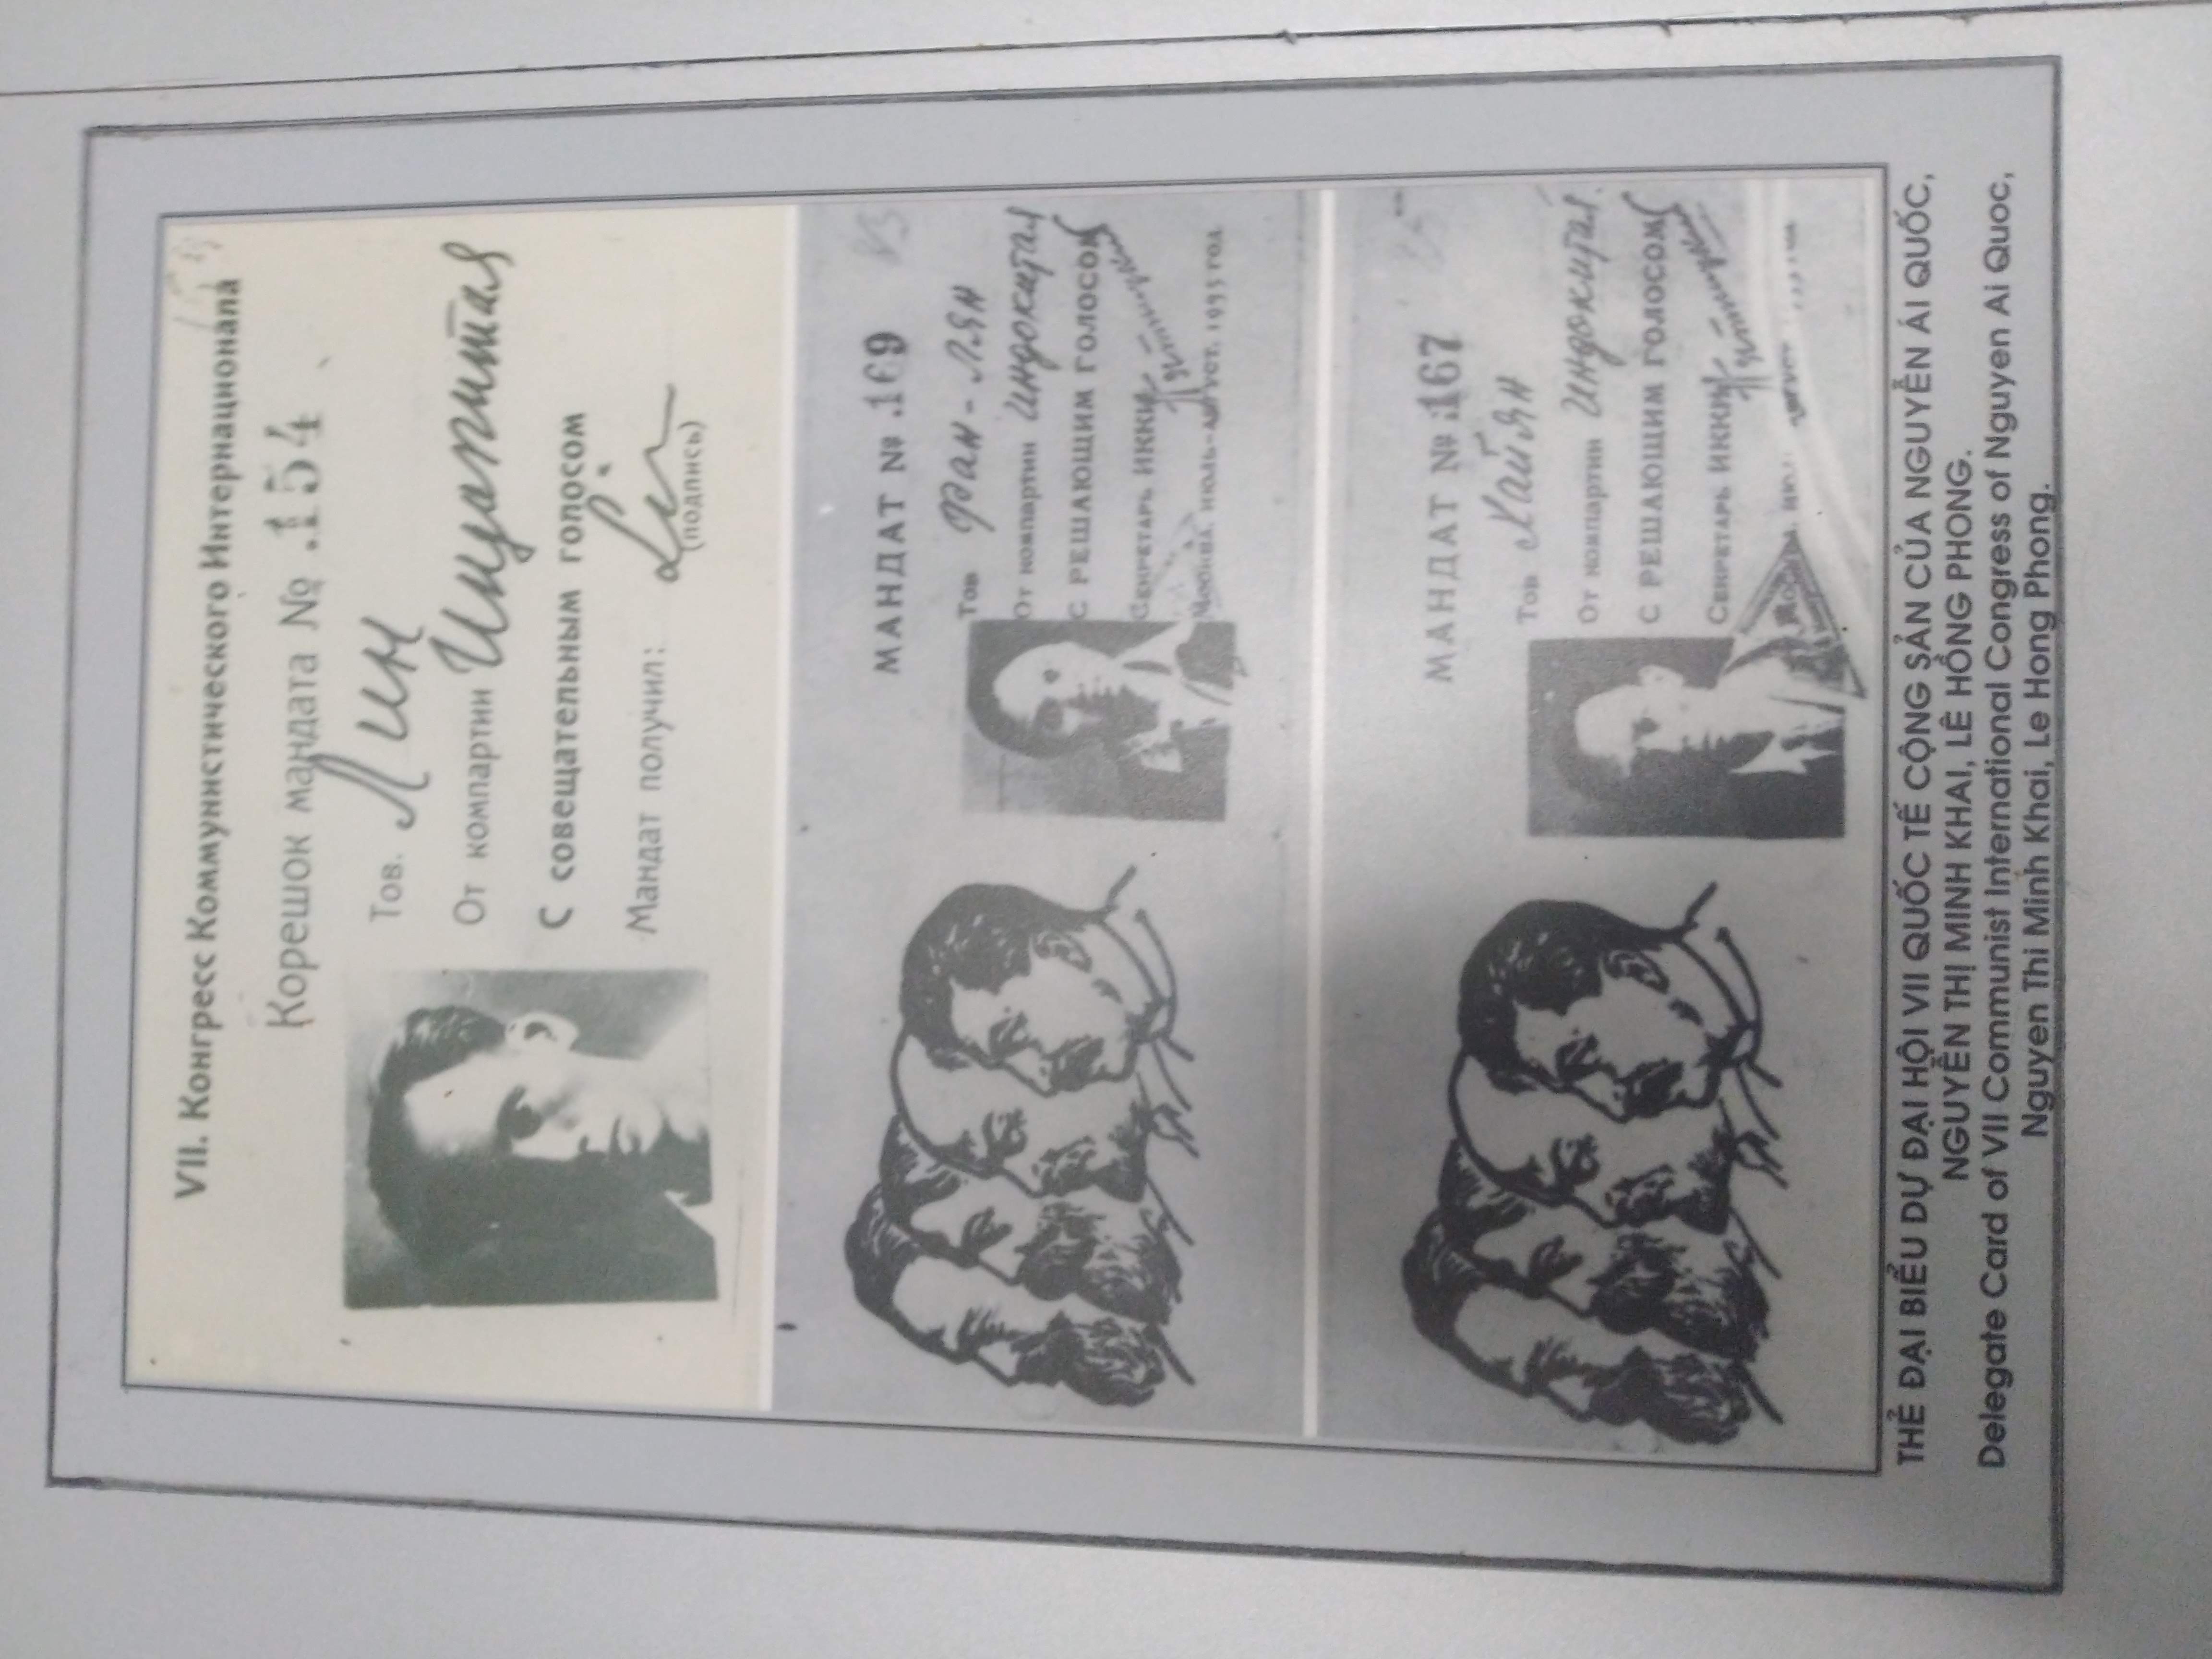 VII. Конгресс Коммунистического Интернационала
Корешок мандата № .154
Тов. Лин
От компартии Индокитая
С совещательным голосом
Мандат получил: Lin
(подпись)
МАНДАТ № .169
Тов Фан-лян
От компартии Индокитая
С РЕШАЮЩИМ ГОЛОСОМ
СЕКРЕТАРЬ ИККИ
МОСКВА, ИЮЛЬ-АВГУСТ, 1935 ГОД
МАНДАТ № .167
Тов Хайян
От компартии Индокитая.
С РЕШАЮЩИМ ГОЛОСОМ
СЕКРЕТАРЬ ИККИ
МОСКВА, АВГУСТ
THẺ ĐẠI BIỂU DỰ ĐẠI HỘI VII QUỐC TẾ CỘNG SẢN CỦA NGUYỄN ÁI QUỐC,
NGUYỄN THỊ MINH KHAI, LÊ HỒNG PHONG.
Delegate Card of VII Communist International Congress of Nguyen Ai Quoc,
Nguyen Thi Minh Khai, Le Hong Phong.